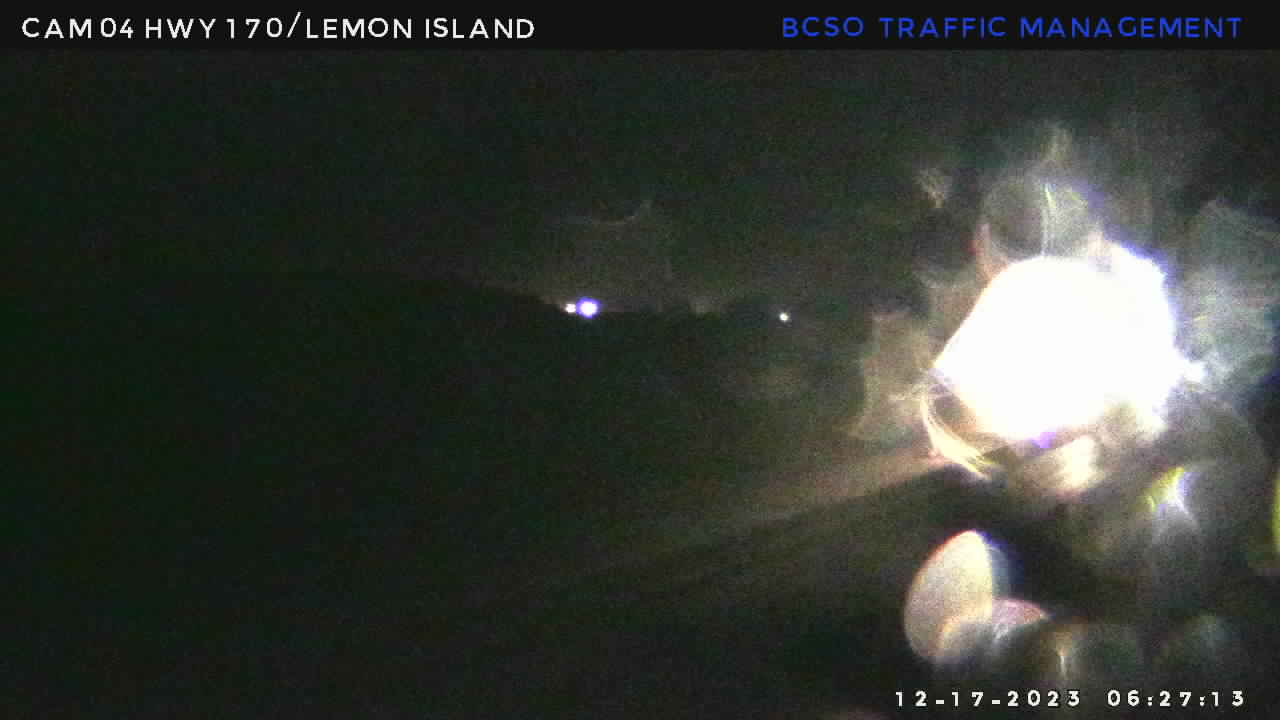 CAM04 HWY 170/LEMON ISLAND
BCSO TRAFFIC MANAGEMENT
12-17-2023 06:27:13